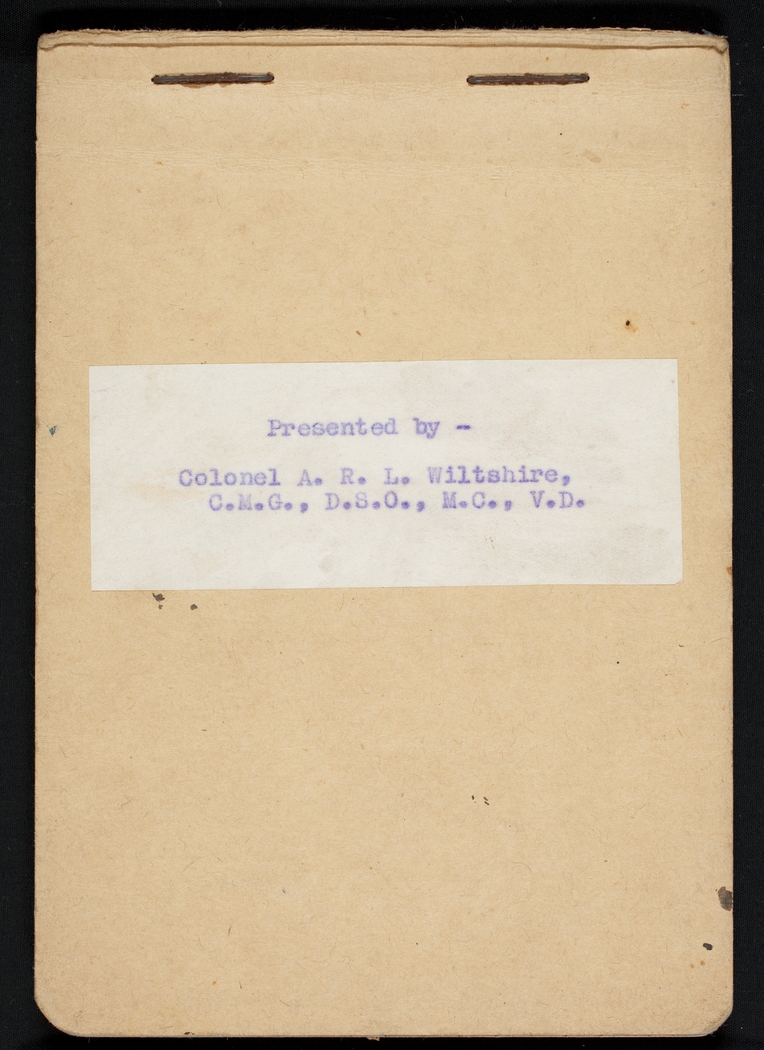 Presented by -
Colonel A. R. L. Wiltshire,
C.M.G., D.S.O., M.C., V.D.